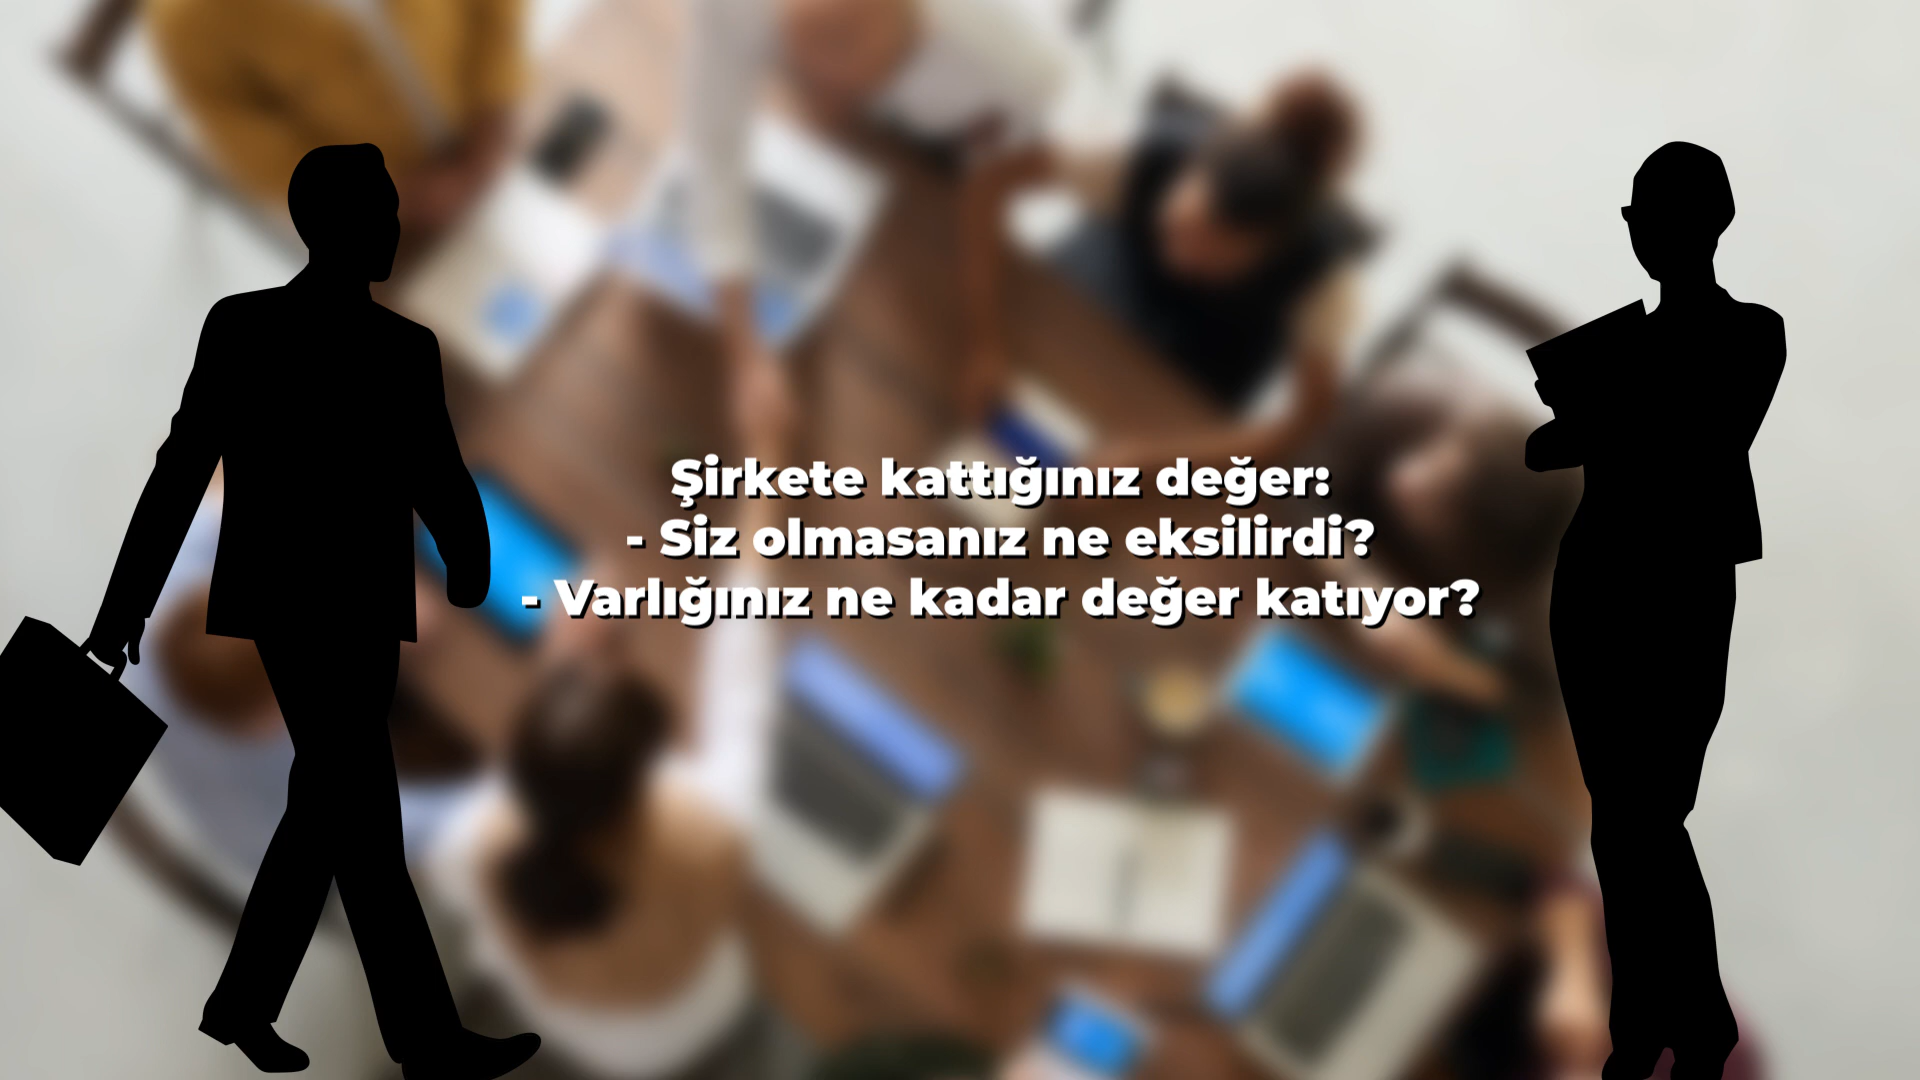 Şirkete kattığınız değer:
- Siz olmasanız ne eksilirdi?
- Varlığınız ne kadar değer katıyor?